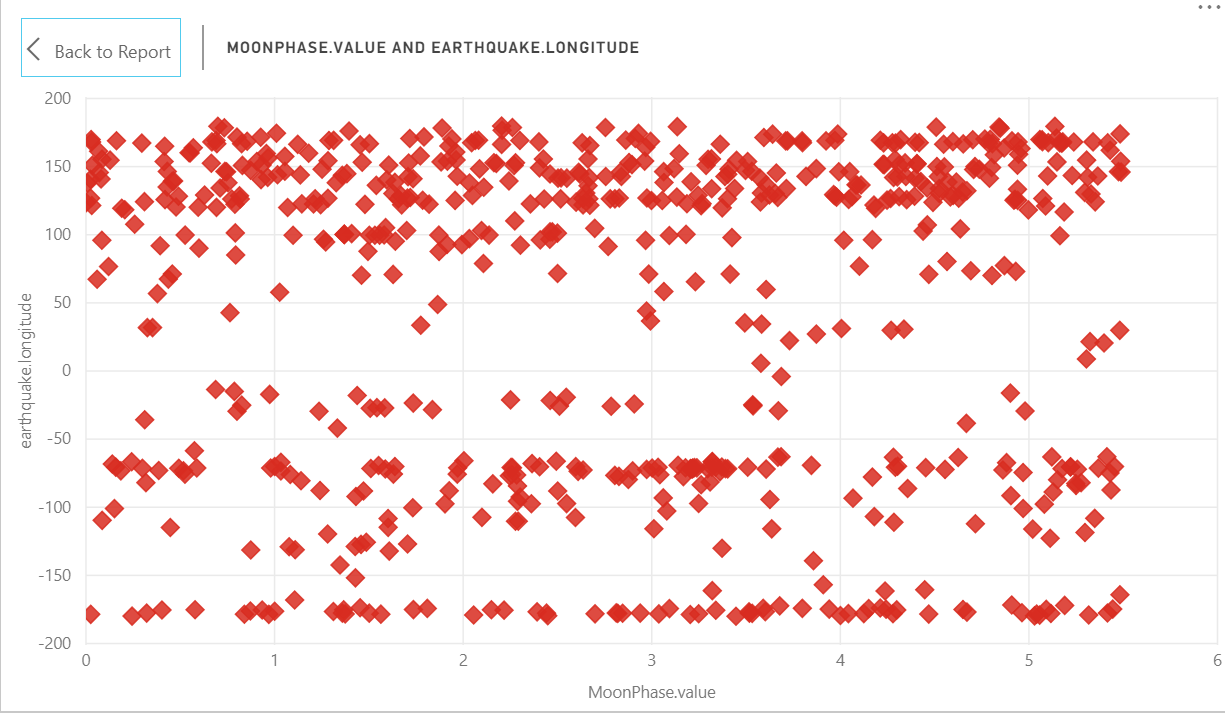 Back to Report
MOONPHASE.VALUE AND EARTHQUAKE.LONGITUDE
200
150
100
50
0
-50
-100
-150
-200
earthquake.longitude
0 1 2 3 4 5 6
MoonPhase.value